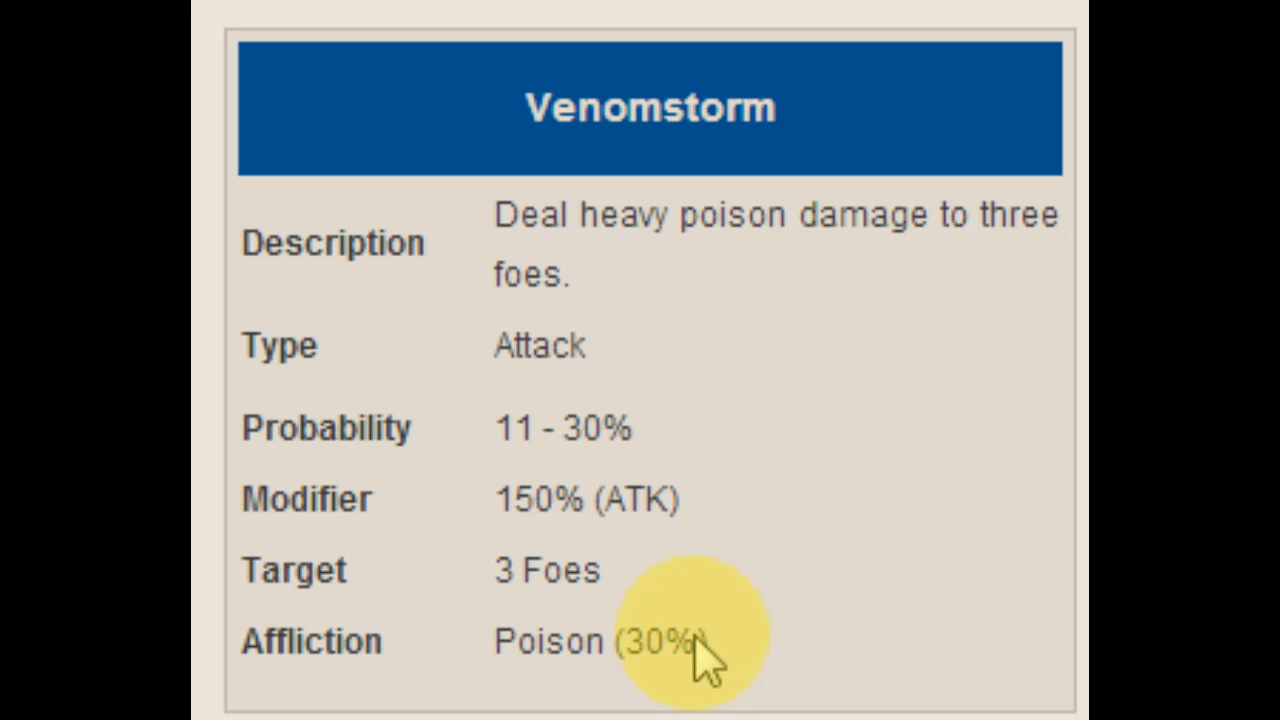 Venomstorm
Description Deal heavy poison damage to three
foes.
Type Attack
Probability 11 - 30%
Modifier 150% (ATK)
Target 3 Foes
Affliction Poison (30%)